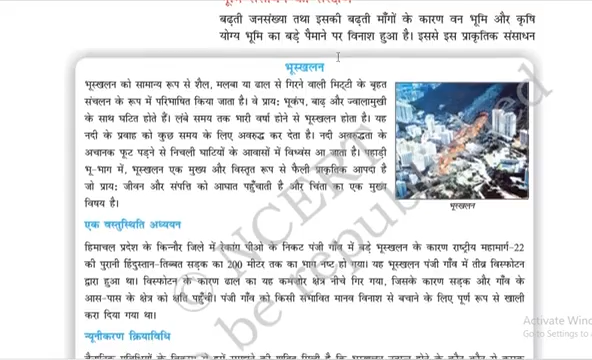 बढ़ती जनसंख्या तथा इसकी बढ़ती माँगों के कारण वन भूमि और कृषि
योग्य भूमि का बड़े पैमाने पर विनाश हुआ है। इससे इस प्राकृतिक संसाधन
भूस्खलन
भूस्खलन को सामान्य रूप से शैल, मलबा या ढाल से गिरने वाली मिट्टी के बृहत
संचलन के रूप में परिभाषित किया जाता है। वे प्राय: भूकंप, बाढ़ और ज्वालामुखी
के साथ घटित होते हैं। लंबे समय तक भारी वर्षा होने से भूस्खलन होता है। यह
नदी के प्रवाह को कुछ समय के लिए अवरुद्ध कर देता है। नदी अवरुद्धता के
अचानक फूट पड़ने से निचली घाटियों के आवासों में विध्वंस आ जाता है। पहाड़ी
भू-भाग में, भूस्खलन एक मुख्य और विस्तृत रूप से फैली प्राकृतिक आपदा है
जो प्राय: जीवन और संपत्ति को आघात पहुँचाती है और चिंता का एक मुख्य
विषय है।
भूस्खलन
एक वस्तुस्थिति अध्ययन
हिमाचल प्रदेश के किन्नौर जिले में रेकांग पीओ के निकट पंजी गाँव में बड़े भूस्खलन के कारण राष्ट्रीय महामार्ग-22
की पुरानी हिंदुस्तान-तिब्बत सड़क का 200 मीटर तक का भाग नष्ट हो गया। यह भूस्खलन पंजी गाँव में तीव्र विस्फोटन
द्वारा हुआ था। विस्फोटन के कारण ढाल का यह कमजोर क्षेत्र नीचे गिर गया, जिसके कारण सड़क और गाँव के
आस-पास के क्षेत्र को क्षति पहुँची। पंजी गाँव को किसी संभावित मानव विनाश से बचाने के लिए पूर्ण रूप से खाली
करा दिया गया था।
न्यूनीकरण क्रियाविधि
© NCERT
be republished
Activate Wind
Go to Settings to